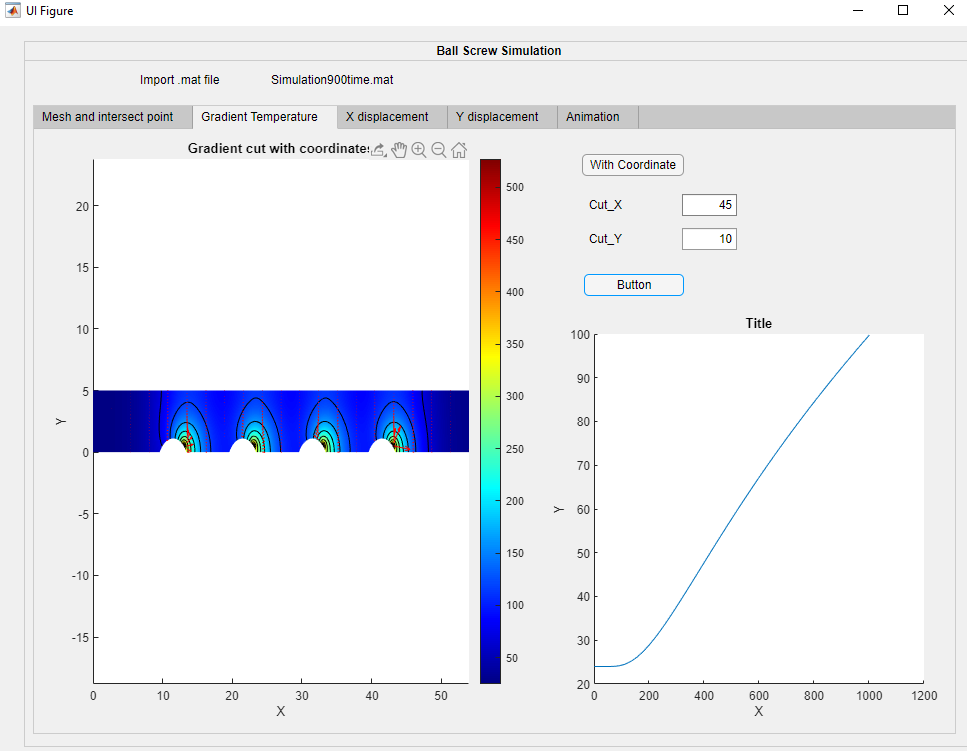 UI Figure
Ball Screw Simulation
Import .mat file
Simulation900time.mat
Mesh and intersect point
Gradient Temperature
X displacement
Y displacement
Animation
Gradient cut with coordinates
20
15
10
5
0
-5
-10
-15
Y
0
10
20
30
40
50
X
500
450
400
350
300
250
200
150
100
50
With Coordinate
Cut_X
45
Cut_Y
10
Button
Title
100
90
80
70
60
50
40
30
20
Y
0
200
400
600
800
1000
1200
X